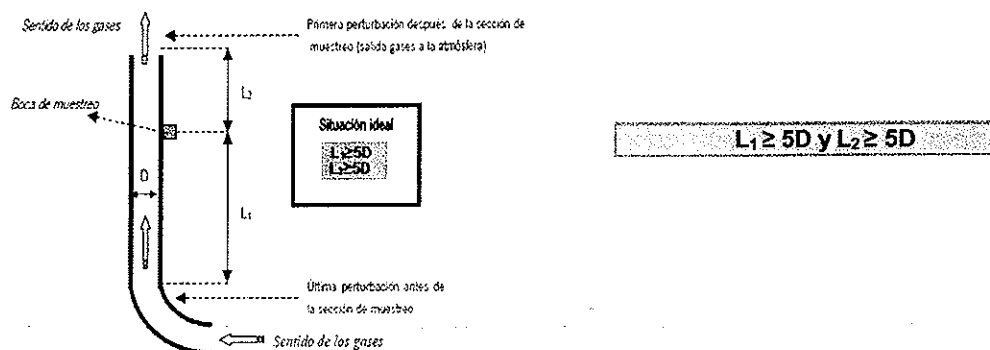 Sentido de los gases
Primera perturbación después de la sección de
muestreo (salida gases a la atmósfera)
L₂
Boca de muestreo
Situación ideal
L₁≥5D
L₂≥5D
L₁ ≥ 5D y L₂ ≥ 5D
D
L₁
Última perturbación antes de
la sección de muestreo
Sentido de los gases